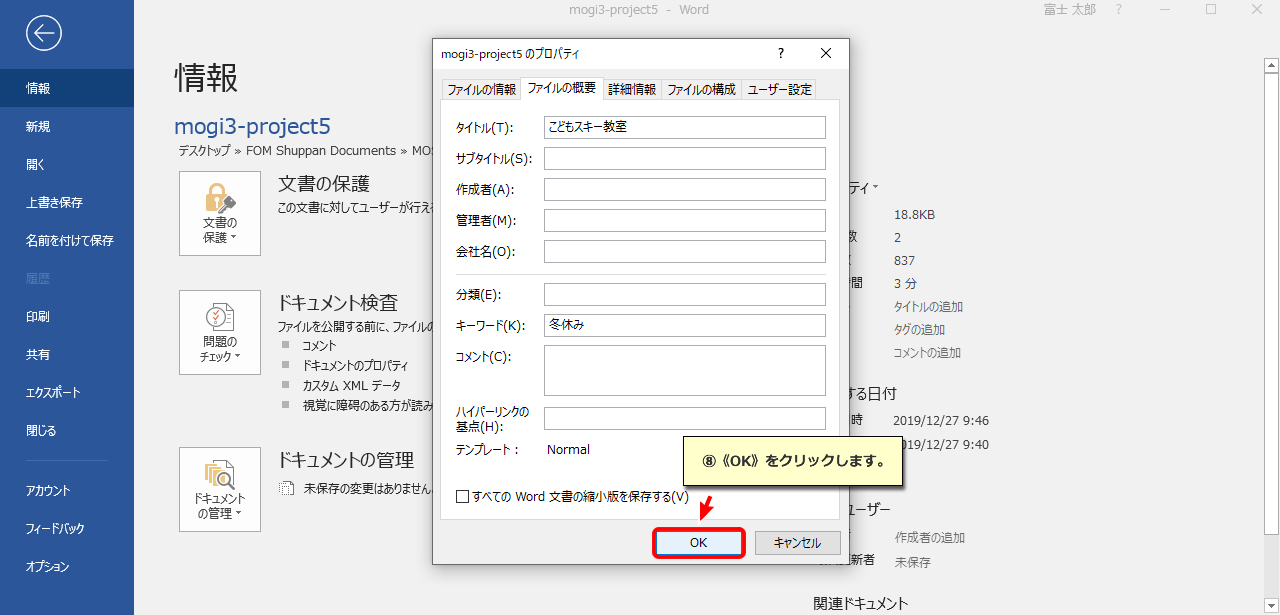 mogi3-project5 - Word
富士 太郎
?
情報
新規
開く
上書き保存
名前を付けて保存
履歴
印刷
共有
エクスポート
閉じる
アカウント
フィードバック
オプション
情報
mogi3-project5
デスクトップ » FOM Shuppan Documents » MOS
文書の保護
文書の保護
この文書に対してユーザーが行え
ドキュメント検査
問題のチェック
ファイルを公開する前に、ファイルの
コメント
ドキュメントのプロパティ
カスタム XML データ
視覚に障碍のある方が読み
ドキュメントの管理
ドキュメントの管理
未保存の変更はありません。
mogi3-project5 のプロパティ
?
ファイルの情報
ファイルの概要
詳細情報
ファイルの構成
ユーザー設定
タイトル(T):
こどもスキー教室
サブタイトル(S):
作成者(A):
管理者(M):
会社名(O):
分類(E):
キーワード(K):
冬休み
コメント(C):
ハイパーリンクの
基点(H):
テンプレート :
Normal
すべての Word 文書の縮小版を保存する(V)
⑧《OK》をクリックします。
OK
キャンセル
ティ
18.8KB
数
2
837
時間
3 分
タイトルの追加
タグの追加
コメントの追加
する日付
時
2019/12/27 9:46
2019/12/27 9:40
ユーザー
作成者の追加
新者
未保存
関連ドキュメント